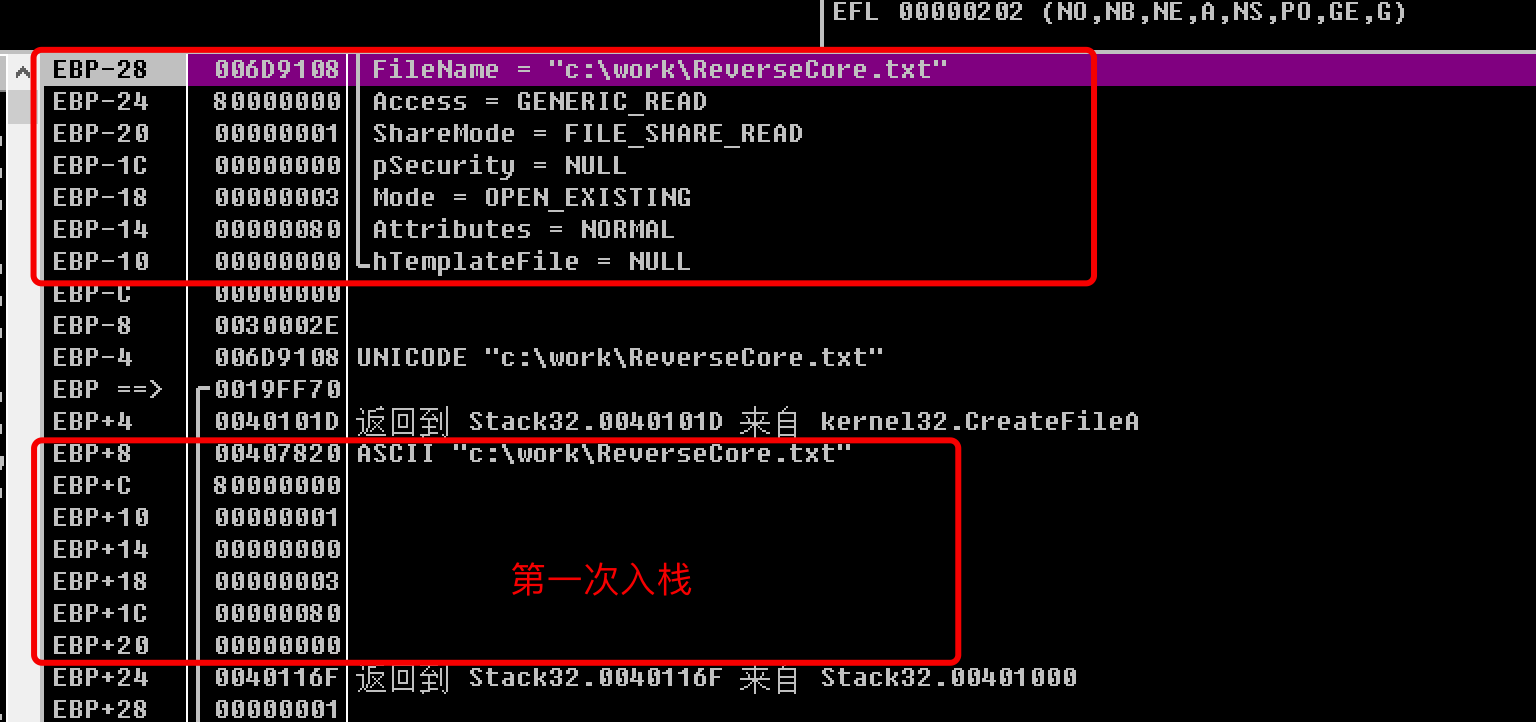 EFL 00000202 (NO,NB,NE,A,NS,PO,GE,G)
EBP-28 006D9108 FileName = "c:\work\ReverseCore.txt"
EBP-24 80000000 Access = GENERIC_READ
EBP-20 00000001 ShareMode = FILE_SHARE_READ
EBP-1C 00000000 pSecurity = NULL
EBP-18 00000003 Mode = OPEN_EXISTING
EBP-14 00000080 Attributes = NORMAL
EBP-10 00000000 hTemplateFile = NULL
EBP-C 00000000
EBP-8 0030002E
EBP-4 006D9108 UNICODE "c:\work\ReverseCore.txt"
EBP ==> 0019FF70
EBP+4 0040101D 返回到 Stack32.0040101D 来自 kernel32.CreateFileA
EBP+8 00407820 ASCII "c:\work\ReverseCore.txt"
EBP+C 80000000
EBP+10 00000001
EBP+14 00000000
EBP+18 00000003 第一次入栈
EBP+1C 00000080
EBP+20 00000000
EBP+24 0040116F 返回到 Stack32.0040116F 来自 Stack32.00401000
EBP+28 00000001